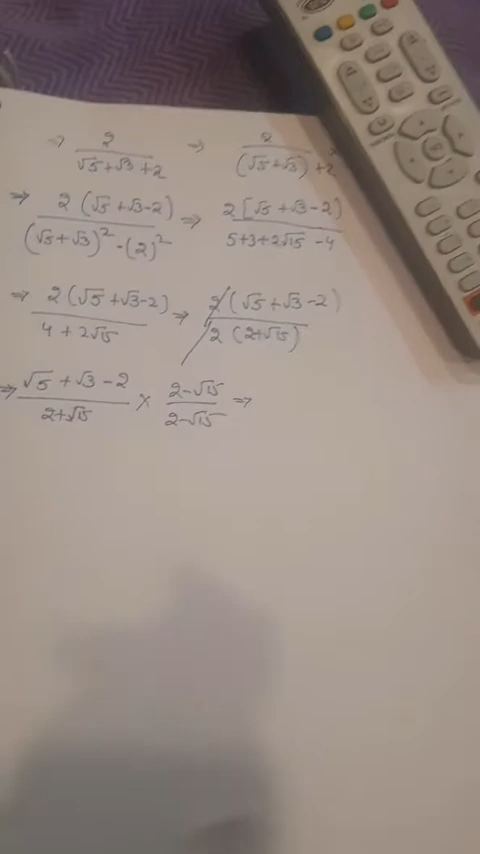 ⇒ 2/(√5+√3+2) ⇒ 2/((√5+√3)+2)
⇒ 2(√5+√3-2)/((√5+√3)²-(2)²) ⇒ 2[√5+√3-2)/(5+3+2√15-4)
⇒ 2(√5+√3-2)/(4+2√15) ⇒ 2(√5+√3-2)/(2(2+√15))
⇒ (√5+√3-2)/(2+√15) × (2-√15)/(2-√15) ⇒